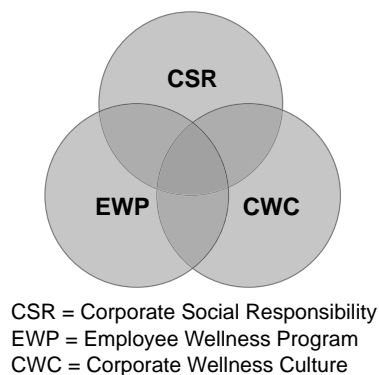 CSR
EWP CWC
CSR = Corporate Social Responsibility
EWP = Employee Wellness Program
CWC = Corporate Wellness Culture